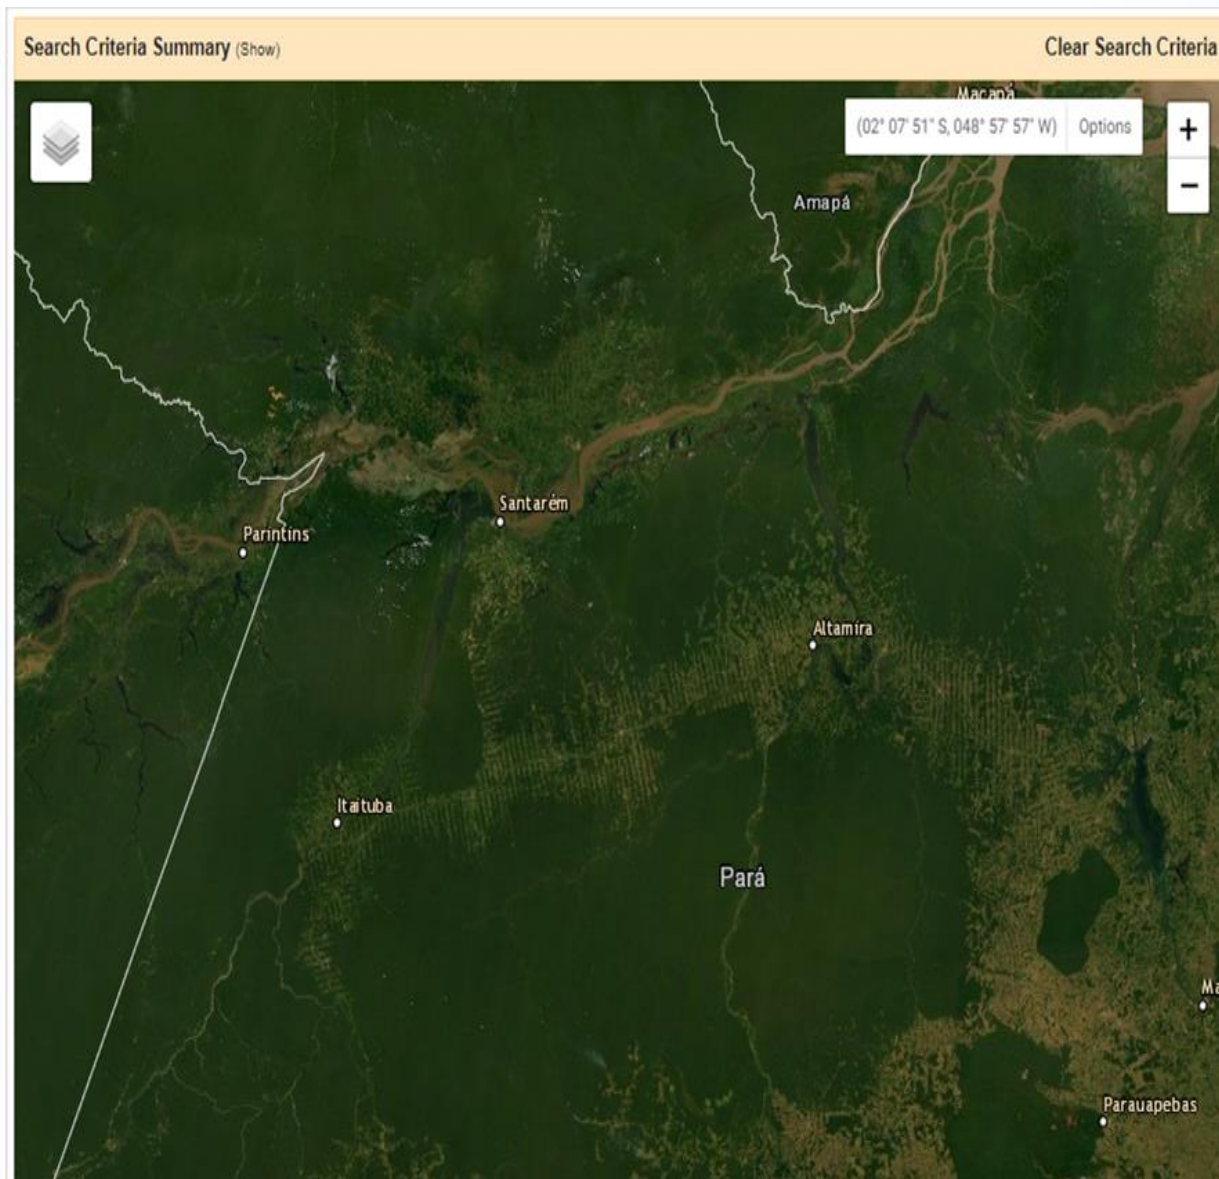 Search Criteria Summary (Show)
Clear Search Criteria
Macapá
(02° 07' 51" S, 048° 57' 57" W) Options
+
−
Amapá
Santarém
Parintins
Altamira
Itaituba
Pará
Ma
Parauapebas